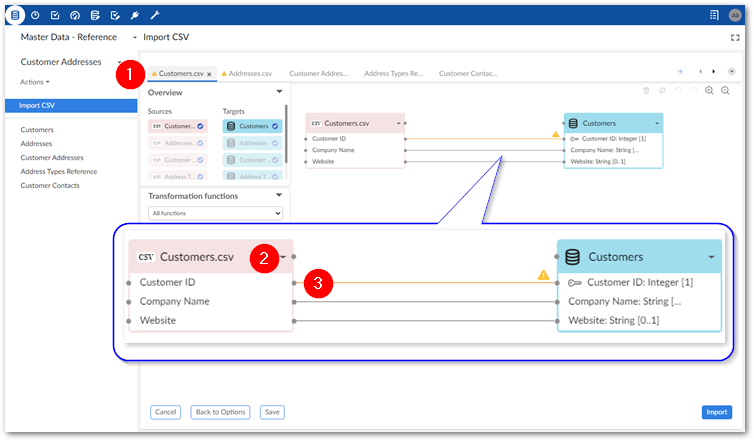 aa
Master Data - Reference
Import CSV
Customer Addresses
Actions
Import CSV
Customers
Addresses
Customer Addresses
Address Types Reference
Customer Contacts
1
Customers.csv ×
Addresses.csv
Customer Addres...
Address Types Re...
Customer Contac...
Overview
Sources
Targets
CSV Customer ...
Customers
CSV Addresses...
Addresses
CSV Customer ...
Customer ...
CSV Address T...
Address T...
Transformation functions
All functions
CSV Customers.csv
Customer ID
Company Name
Website
Customers
Customer ID: Integer [1]
Company Name: String [...
Website: String [0..1]
CSV Customers.csv
2
Customer ID
3
Company Name
Website
Customers
Customer ID: Integer [1]
Company Name: String [...
Website: String [0..1]
Cancel
Back to Options
Save
Import